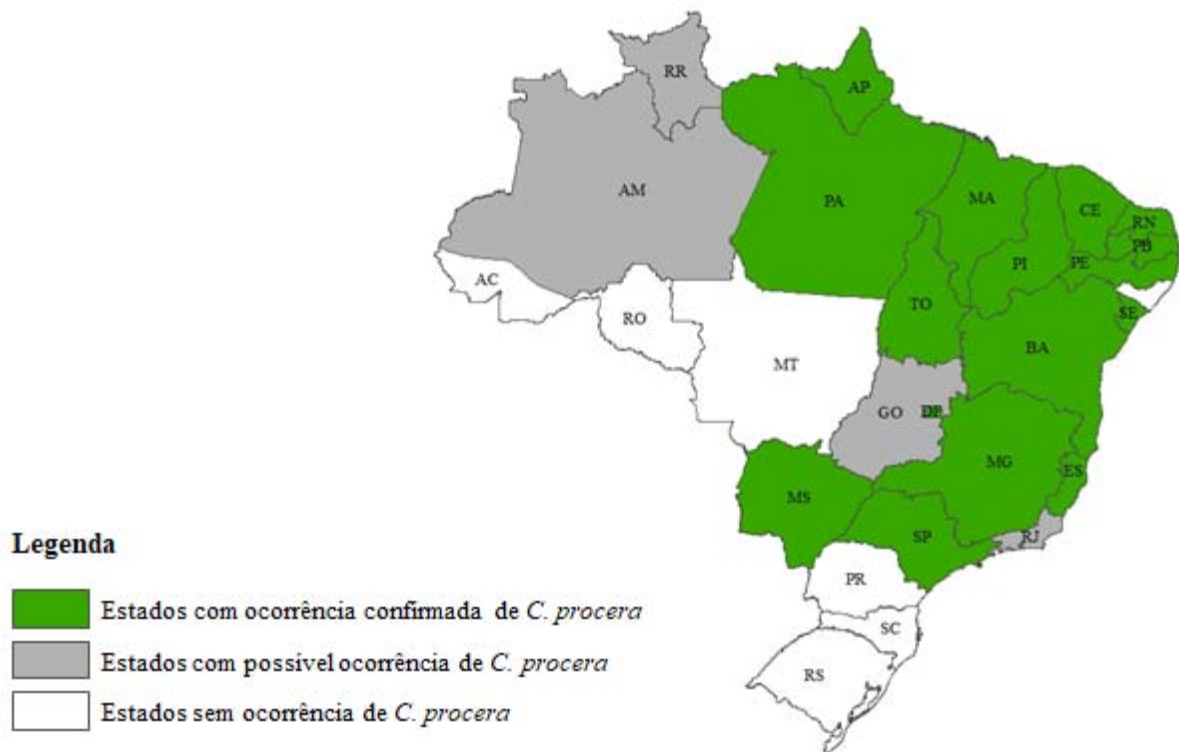 RR
AP
AM
PA
MA
CE
RN
PB
PI
PE
AC
TO
SE
RO
BA
MT
GO
DF
MG
ES
MS
SP
RJ
PR
SC
RS
Legenda
Estados com ocorrência confirmada de C. procera
Estados com possível ocorrência de C. procera
Estados sem ocorrência de C. procera